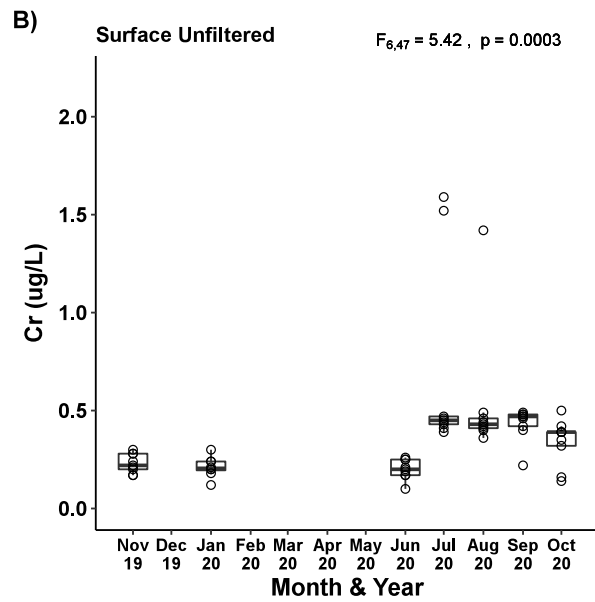 B)
Surface Unfiltered
F6,47 = 5.42 , p = 0.0003
Cr (ug/L)
2.0
1.5
1.0
0.5
0.0
Nov Dec Jan Feb Mar Apr May Jun Jul Aug Sep Oct
19 19 20 20 20 20 20 20 20 20 20 20
Month & Year